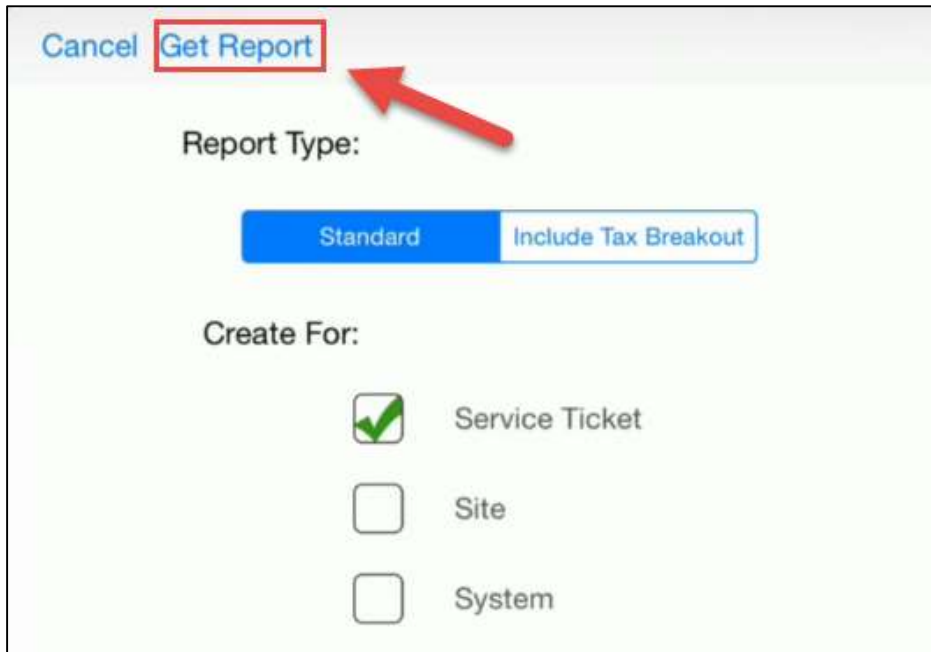 Cancel Get Report
Report Type:
Standard Include Tax Breakout
Create For:
Service Ticket
Site
System